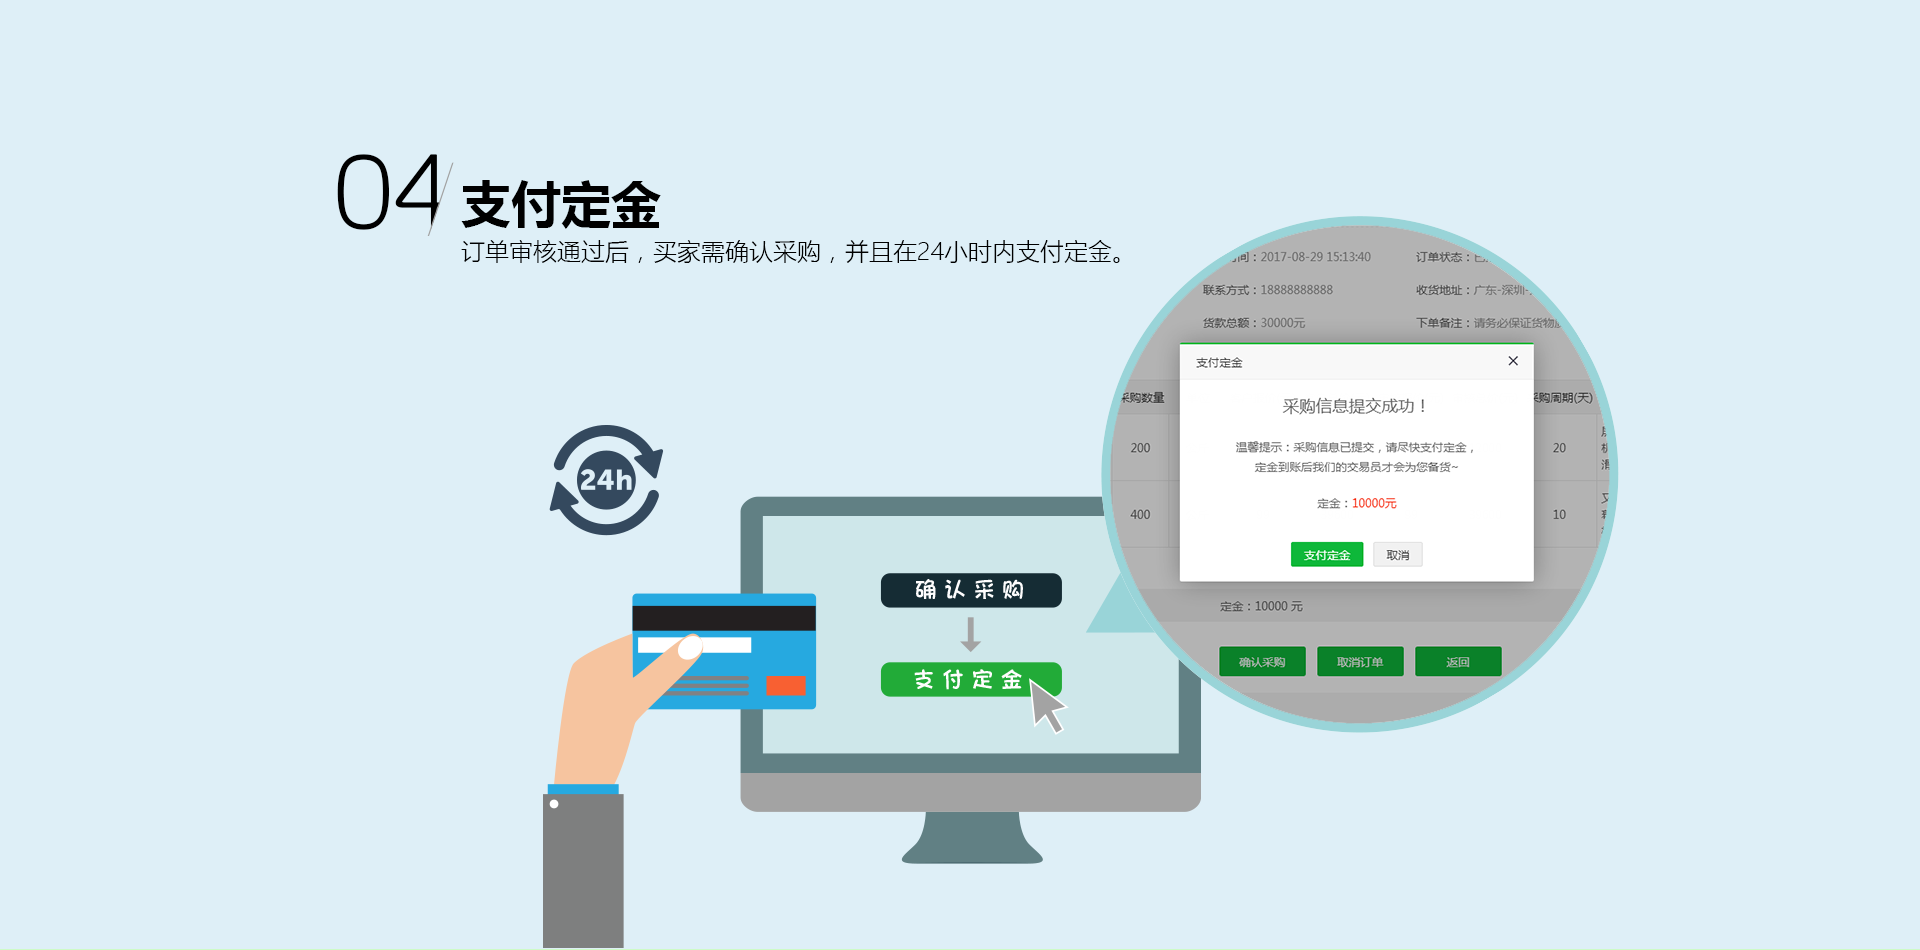 04 支付定金
订单审核通过后，买家需确认采购，并且在24小时内支付定金。
间：2017-08-29 15:13:40 订单状态：已
联系方式：18888888888 收货地址：广东-深圳-
货款总额：30000元 下单备注：请务必保证货物
支付定金 ×
采购数量 采购周期(天)
采购信息提交成功！
200 温馨提示：采购信息已提交，请尽快支付定金， 20
定金到账后我们的交易员才会为您备货~
定金：10000元
400 10
支付定金 取消
定金：10000 元
确认采购 取消订单 返回
24h
确认采购
支付定金